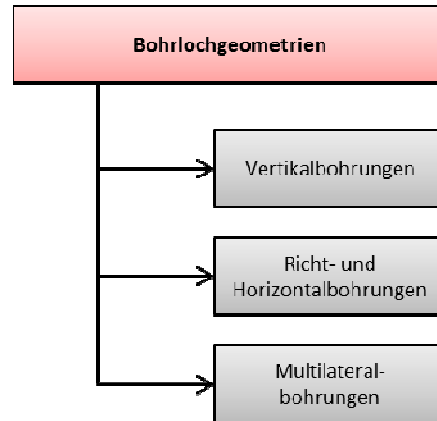 Bohrlochgeometrien
Vertikalbohrungen
Richt- und
Horizontalbohrungen
Multilateral-
bohrungen